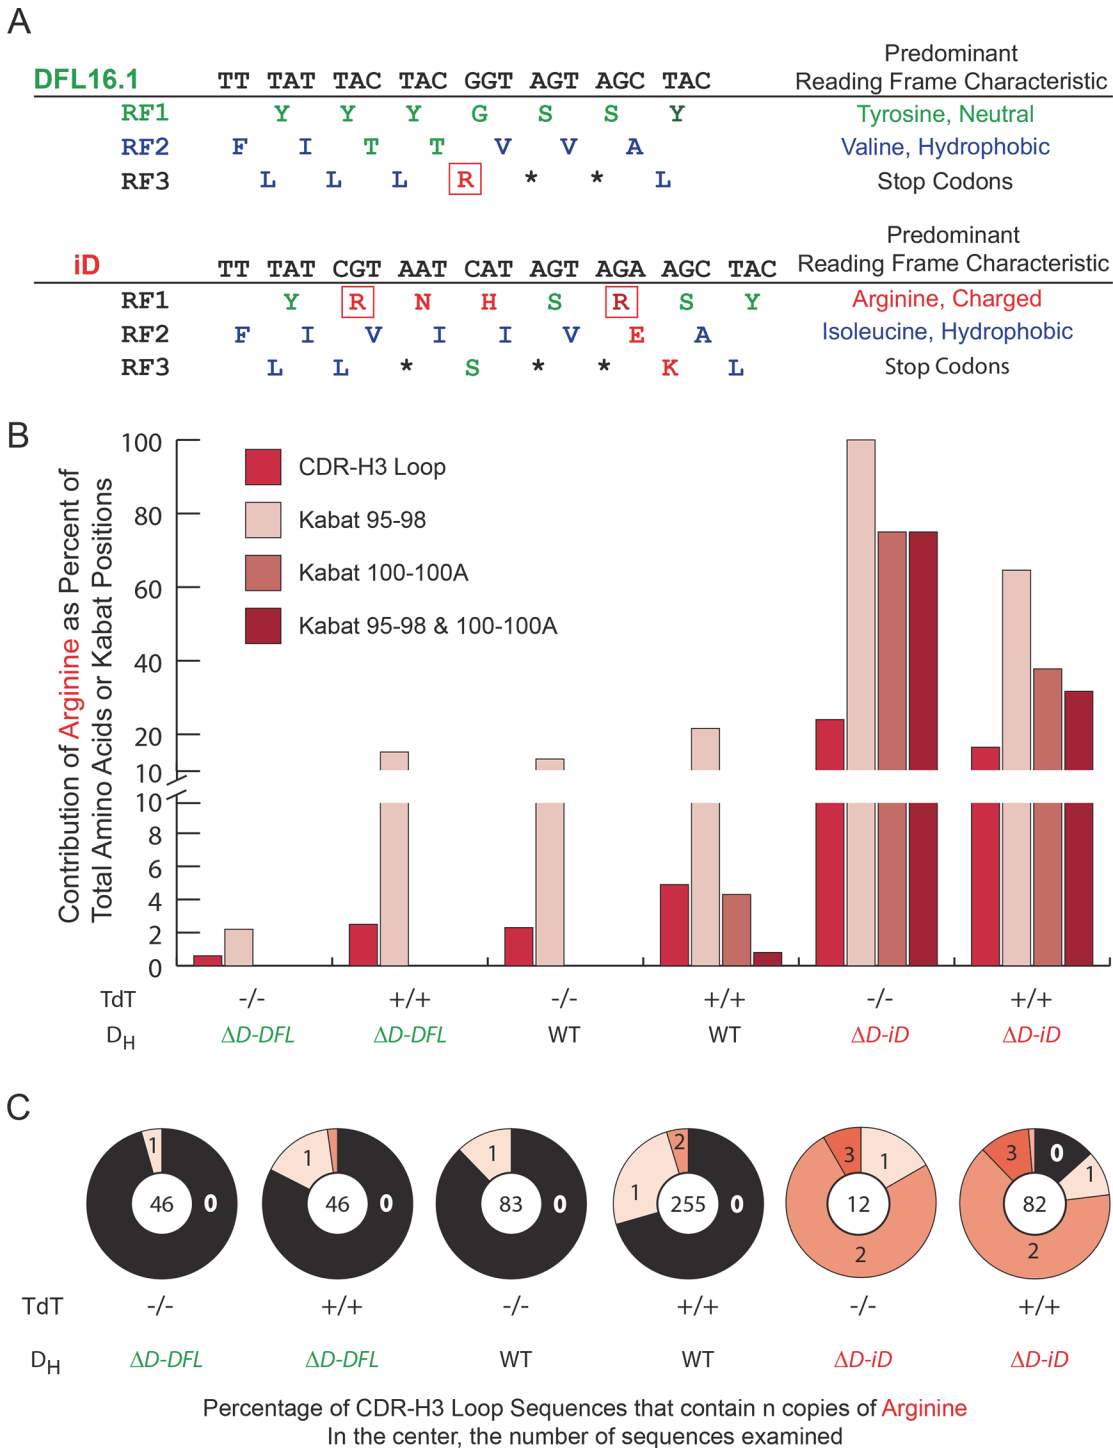 A
Predominant
DFL16.1 TT TAT TAC TAC GGT AGT AGC TAC Reading Frame Characteristic
RF1 Y Y Y G S S Y Tyrosine, Neutral
RF2 F I T T V V A Valine, Hydrophobic
RF3 L L L R * * L Stop Codons
Predominant
iD TT TAT CGT AAT CAT AGT AGA AGC TAC Reading Frame Characteristic
RF1 Y R N H S R S Y Arginine, Charged
RF2 F I V I I V E A Isoleucine, Hydrophobic
RF3 L L * S * * K L Stop Codons
B
Contribution of Arginine as Percent of
Total Amino Acids or Kabat Positions
100
80
60
40
20
10
10
8
6
4
2
0
CDR-H3 Loop
Kabat 95-98
Kabat 100-100A
Kabat 95-98 & 100-100A
TdT -/- +/+ -/- +/+ -/- +/+
DH ΔD-DFL ΔD-DFL WT WT ΔD-iD ΔD-iD
C
1 46 0
1 46 0
1 83 0
2 1 255 0
3 1 12 2
3 0 1 82 2
TdT -/- +/+ -/- +/+ -/- +/+
DH ΔD-DFL ΔD-DFL WT WT ΔD-iD ΔD-iD
Percentage of CDR-H3 Loop Sequences that contain n copies of Arginine
In the center, the number of sequences examined